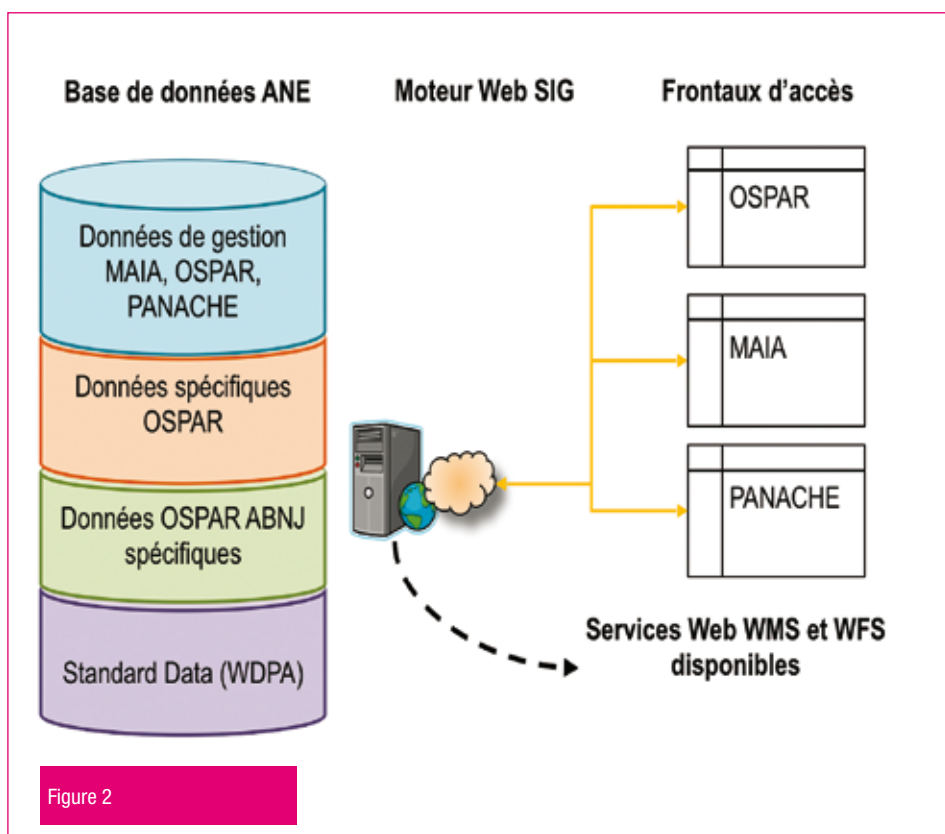 Base de données ANE
Moteur Web SIG
Frontaux d'accès
Données de gestion
MAIA, OSPAR,
PANACHE
Données spécifiques
OSPAR
Données OSPAR ABNJ
spécifiques
Standard Data (WDPA)
OSPAR
MAIA
PANACHE
Services Web WMS et WFS
disponibles
Figure 2